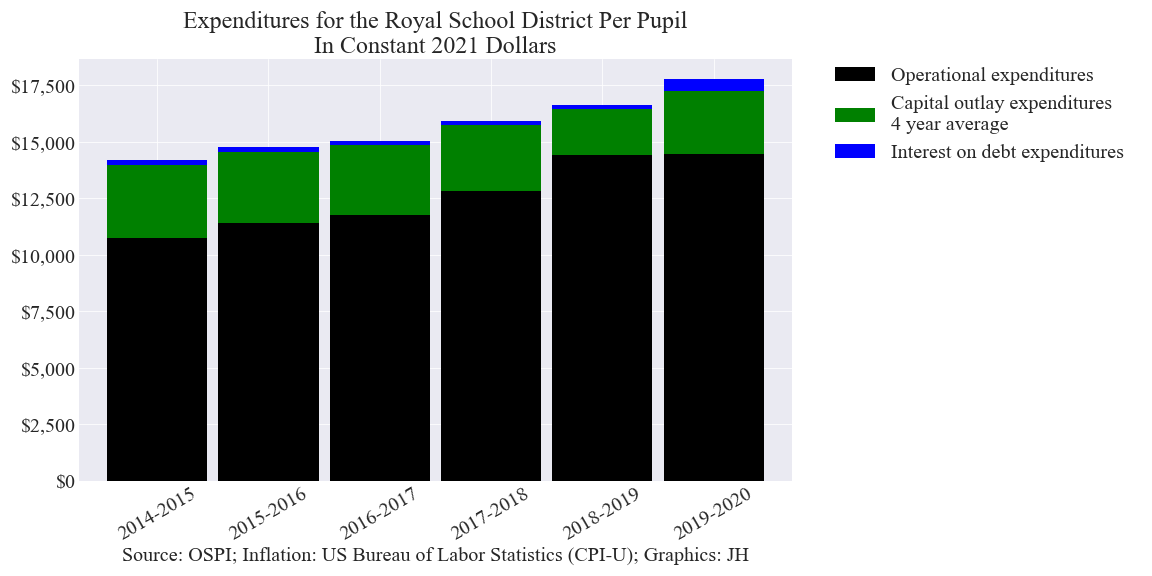 Expenditures for the Royal School District Per Pupil
In Constant 2021 Dollars
$17,500
$15,000
$12,500
$10,000
$7,500
$5,000
$2,500
$0
2014-2015
2015-2016
2016-2017
2017-2018
2018-2019
2019-2020
Source: OSPI; Inflation: US Bureau of Labor Statistics (CPI-U); Graphics: JH
Operational expenditures
Capital outlay expenditures
4 year average
Interest on debt expenditures